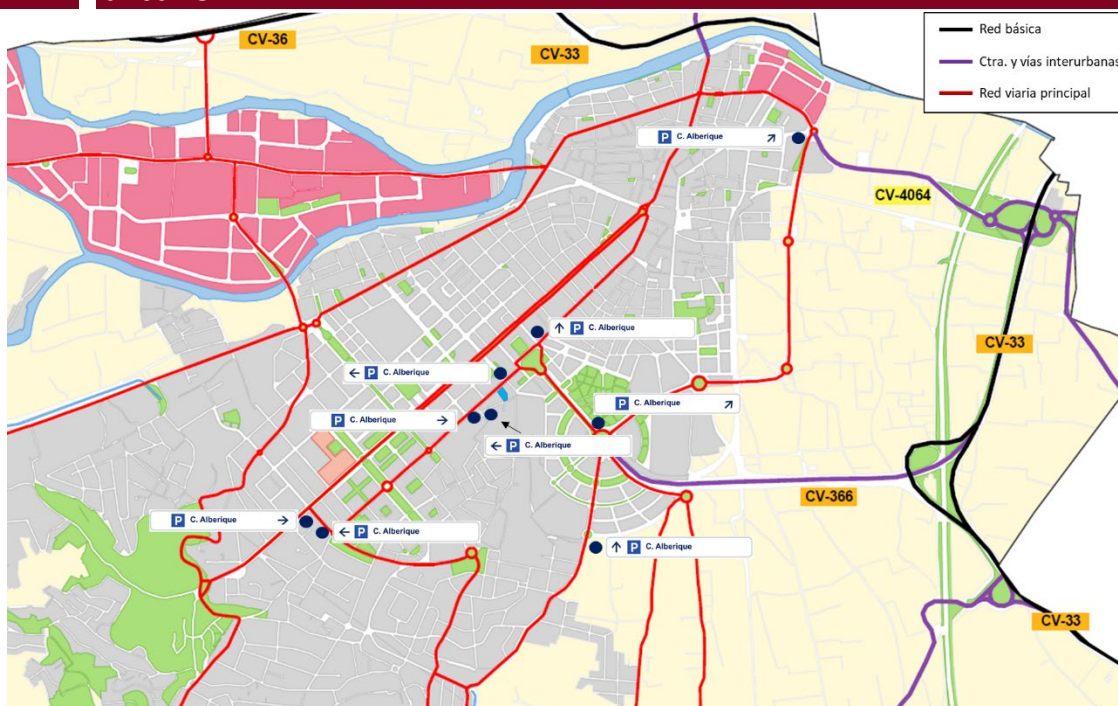 CV-36
CV-33
Red básica
Ctra. y vías interurbanas
Red viaria principal
P C. Alberique ↗
CV-4064
↑ P C. Alberique
CV-33
← P C. Alberique
P C. Alberique ↗
P C. Alberique →
← P C. Alberique
CV-366
P C. Alberique →
← P C. Alberique
↑ P C. Alberique
CV-33